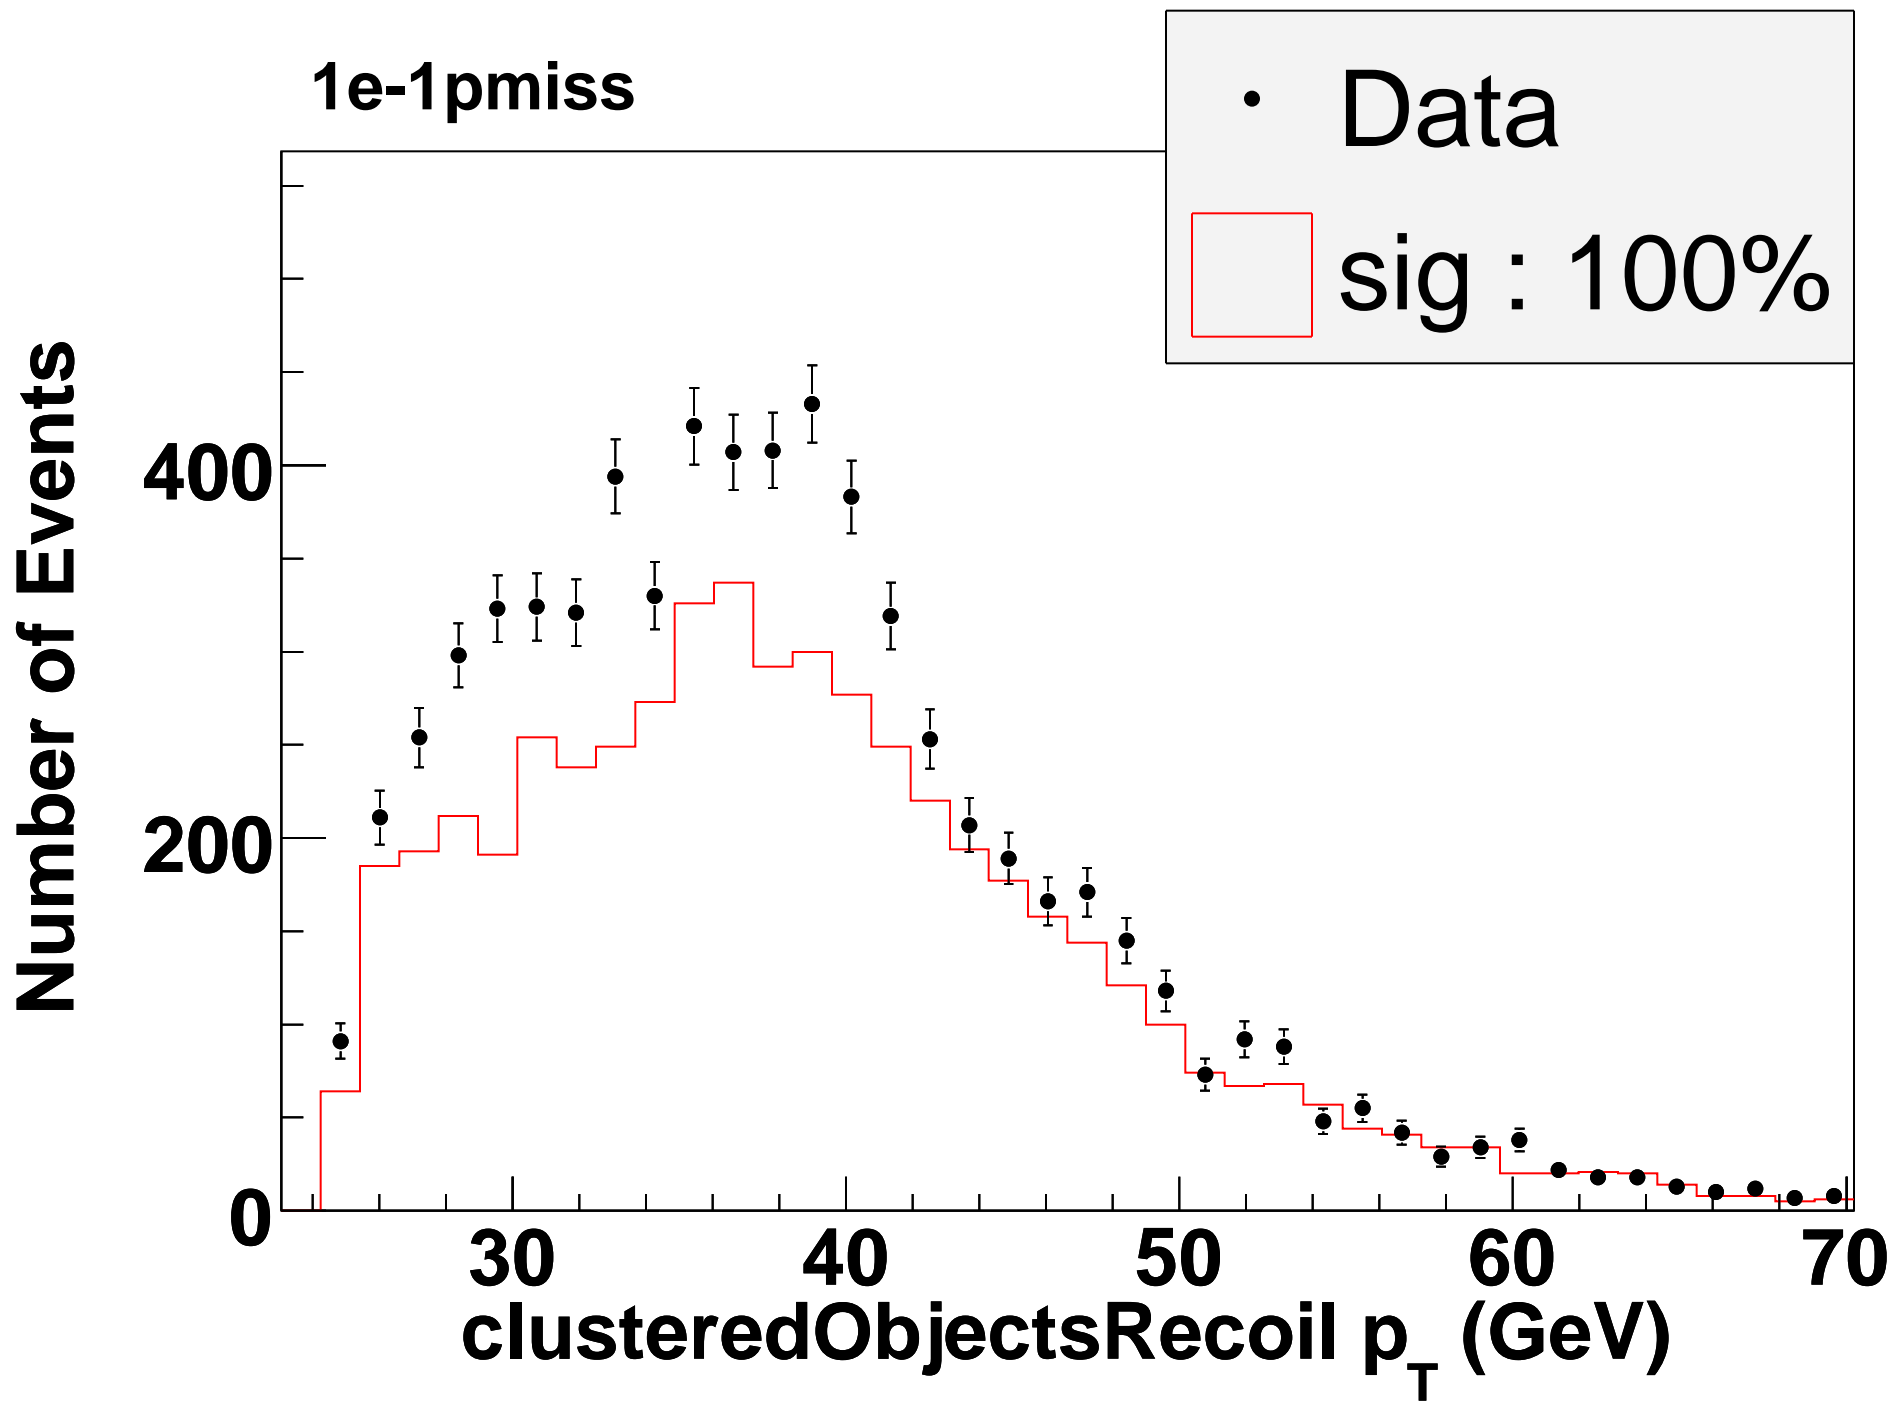 1e-1pmiss
Data
sig : 100%
Number of Events
400
200
0
30 40 50 60 70
clusteredObjectsRecoil p_T (GeV)